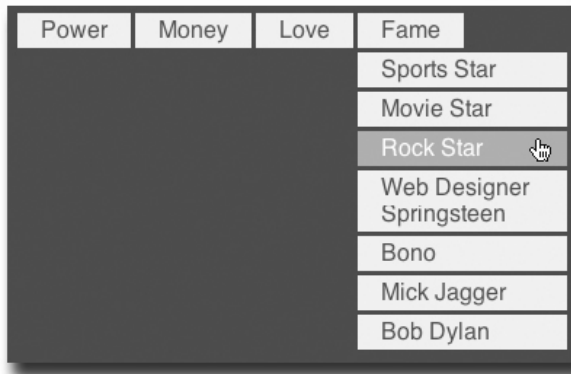 Power Money Love Fame
Sports Star
Movie Star
Rock Star
Web Designer
Springsteen
Bono
Mick Jagger
Bob Dylan